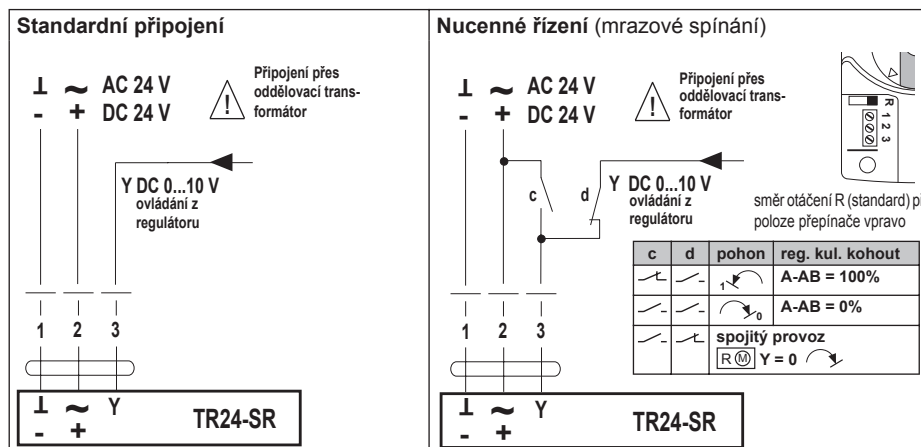 Standardní připojení
⊥ ~ AC 24 V
- + DC 24 V
!
Připojení přes
oddělovací trans-
formátor
Y DC 0...10 V
ovládání z
regulátoru
1 2 3
⊥ ~ Y
- +
TR24-SR
Nucenné řízení (mrazové spínání)
⊥ ~ AC 24 V
- + DC 24 V
!
Připojení přes
oddělovací trans-
formátor
c d Y DC 0...10 V
ovládání z
regulátoru
1 2 3
⊥ ~ Y
- +
TR24-SR
R 1 2 3
směr otáčení R (standard) p
poloze přepínače vpravo
c d pohon reg. kul. kohout
1 A-AB = 100%
0 A-AB = 0%
spojitý provoz
R M Y = 0